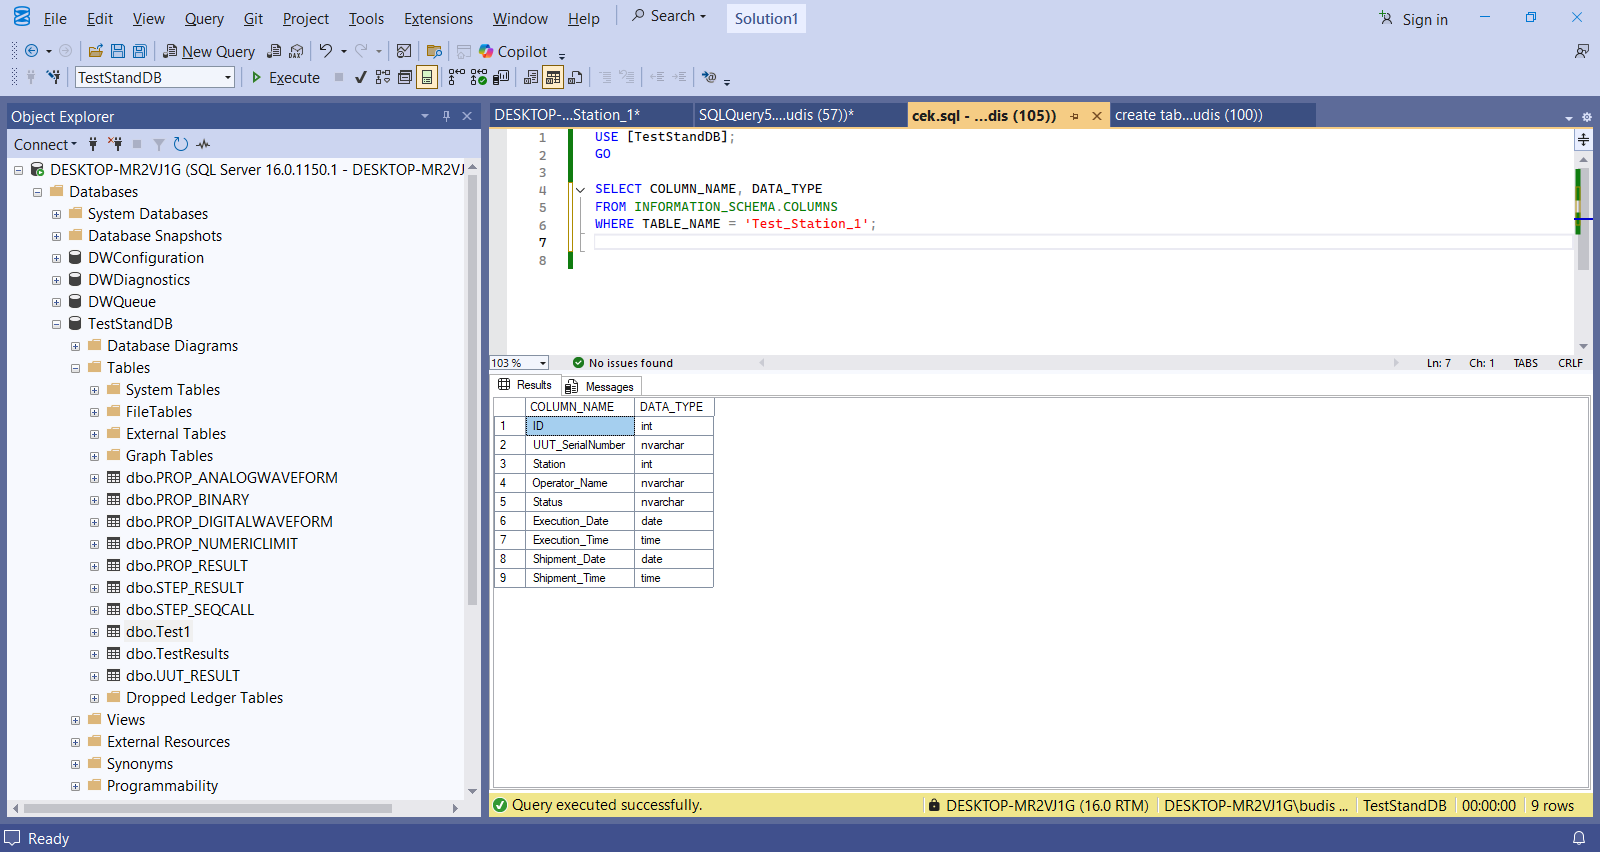 File Edit View Query Git Project Tools Extensions Window Help Search Solution1 Sign in
New Query DAX Copilot
TestStandDB Execute
Object Explorer
Connect
DESKTOP-MR2VJ1G (SQL Server 16.0.1150.1 - DESKTOP-MR2VJ
Databases
System Databases
Database Snapshots
DWConfiguration
DWDiagnostics
DWQueue
TestStandDB
Database Diagrams
Tables
System Tables
FileTables
External Tables
Graph Tables
dbo.PROP_ANALOGWAVEFORM
dbo.PROP_BINARY
dbo.PROP_DIGITALWAVEFORM
dbo.PROP_NUMERICLIMIT
dbo.PROP_RESULT
dbo.STEP_RESULT
dbo.STEP_SEQCALL
dbo.Test1
dbo.TestResults
dbo.UUT_RESULT
Dropped Ledger Tables
Views
External Resources
Synonyms
Programmability
DESKTOP-...Station_1* SQLQuery5....udis (57))* cek.sql - ...dis (105)) create tab...udis (100))
1 USE [TestStandDB];
2 GO
3
4 SELECT COLUMN_NAME, DATA_TYPE
5 FROM INFORMATION_SCHEMA.COLUMNS
6 WHERE TABLE_NAME = 'Test_Station_1';
7
8
103 % No issues found Ln: 7 Ch: 1 TABS CRLF
Results Messages
COLUMN_NAME DATA_TYPE
1 ID int
2 UUT_SerialNumber nvarchar
3 Station int
4 Operator_Name nvarchar
5 Status nvarchar
6 Execution_Date date
7 Execution_Time time
8 Shipment_Date date
9 Shipment_Time time
Query executed successfully. DESKTOP-MR2VJ1G (16.0 RTM) DESKTOP-MR2VJ1G\budis ... TestStandDB 00:00:00 9 rows
Ready